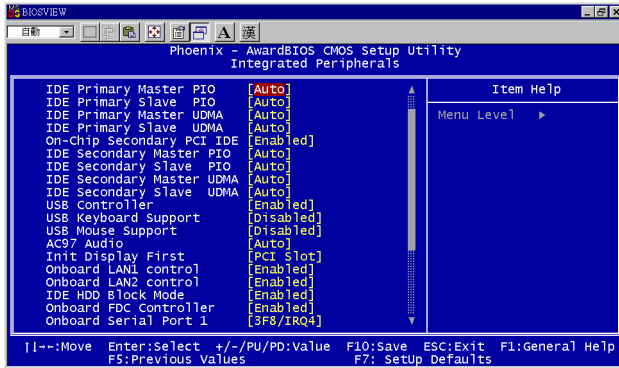 BIOSVIEW
自動
A 漢
Phoenix - AwardBIOS CMOS Setup Utility
Integrated Peripherals
IDE Primary Master PIO [Auto]
IDE Primary Slave PIO [Auto]
IDE Primary Master UDMA [Auto]
IDE Primary Slave UDMA [Auto]
On-Chip Secondary PCI IDE [Enabled]
IDE Secondary Master PIO [Auto]
IDE Secondary Slave PIO [Auto]
IDE Secondary Master UDMA [Auto]
IDE Secondary Slave UDMA [Auto]
USB Controller [Enabled]
USB Keyboard Support [Disabled]
USB Mouse Support [Disabled]
AC97 Audio [Auto]
Init Display First [PCI Slot]
Onboard LAN1 control [Enabled]
Onboard LAN2 control [Enabled]
IDE HDD Block Mode [Enabled]
Onboard FDC Controller [Enabled]
Onboard Serial Port 1 [3F8/IRQ4]
Item Help
Menu Level ►
↑↓→←:Move Enter:Select +/-/PU/PD:Value F10:Save ESC:Exit F1:General Help
F5:Previous Values F7: SetUp Defaults